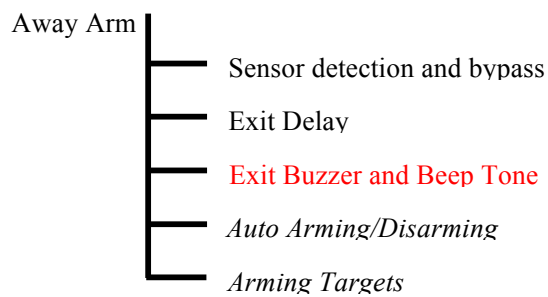 Away Arm
Sensor detection and bypass
Exit Delay
Exit Buzzer and Beep Tone
Auto Arming/Disarming
Arming Targets